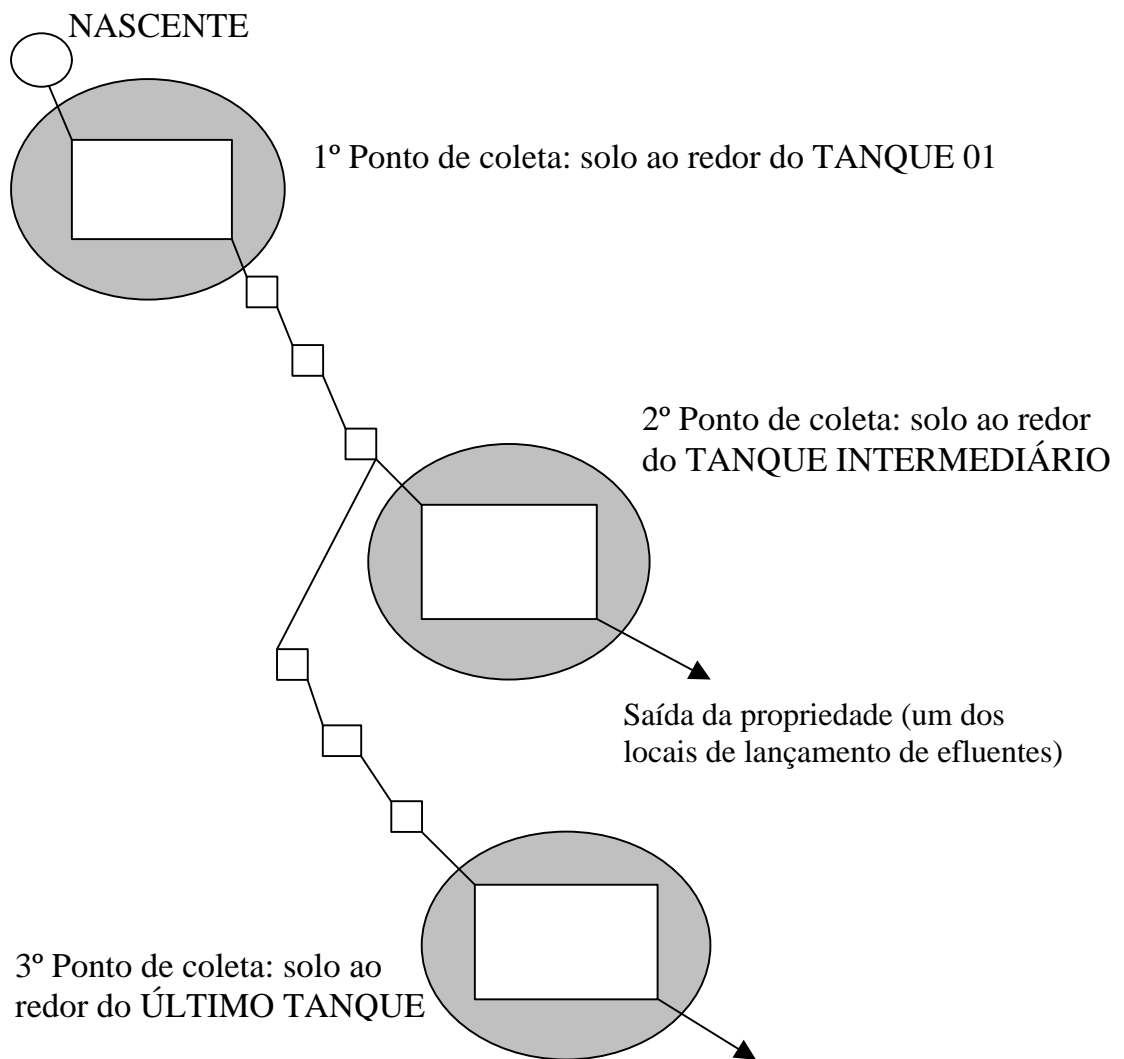 NASCENTE
1º Ponto de coleta: solo ao redor do TANQUE 01
2º Ponto de coleta: solo ao redor
do TANQUE INTERMEDIÁRIO
Saída da propriedade (um dos
locais de lançamento de efluentes)
3º Ponto de coleta: solo ao
redor do ÚLTIMO TANQUE